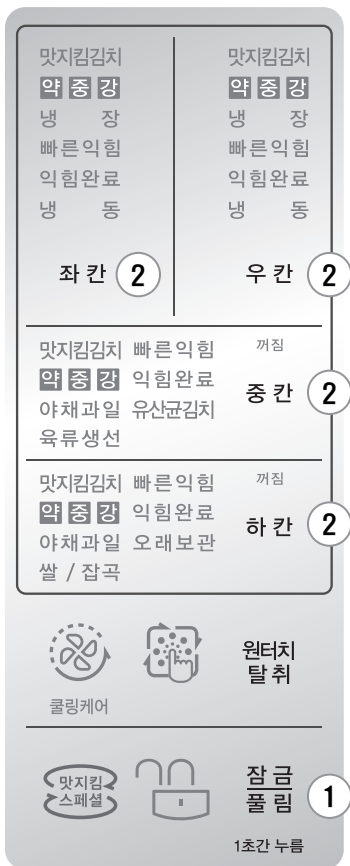 맛지킴김치
약 중 강
냉 장
빠른익힘
익힘완료
냉 동
좌 칸 2
맛지킴김치
약 중 강
냉 장
빠른익힘
익힘완료
냉 동
우 칸 2
맛지킴김치 빠른익힘 꺼짐
약 중 강 익힘완료
야채과일 유산균김치
육류생선
중 칸 2
맛지킴김치 빠른익힘 꺼짐
약 중 강 익힘완료
야채과일 오래보관
쌀 / 잡곡
하 칸 2
쿨링케어
원터치
탈 취
맛지킴
스페셜
잠 금
풀 림
1
1초간 누름